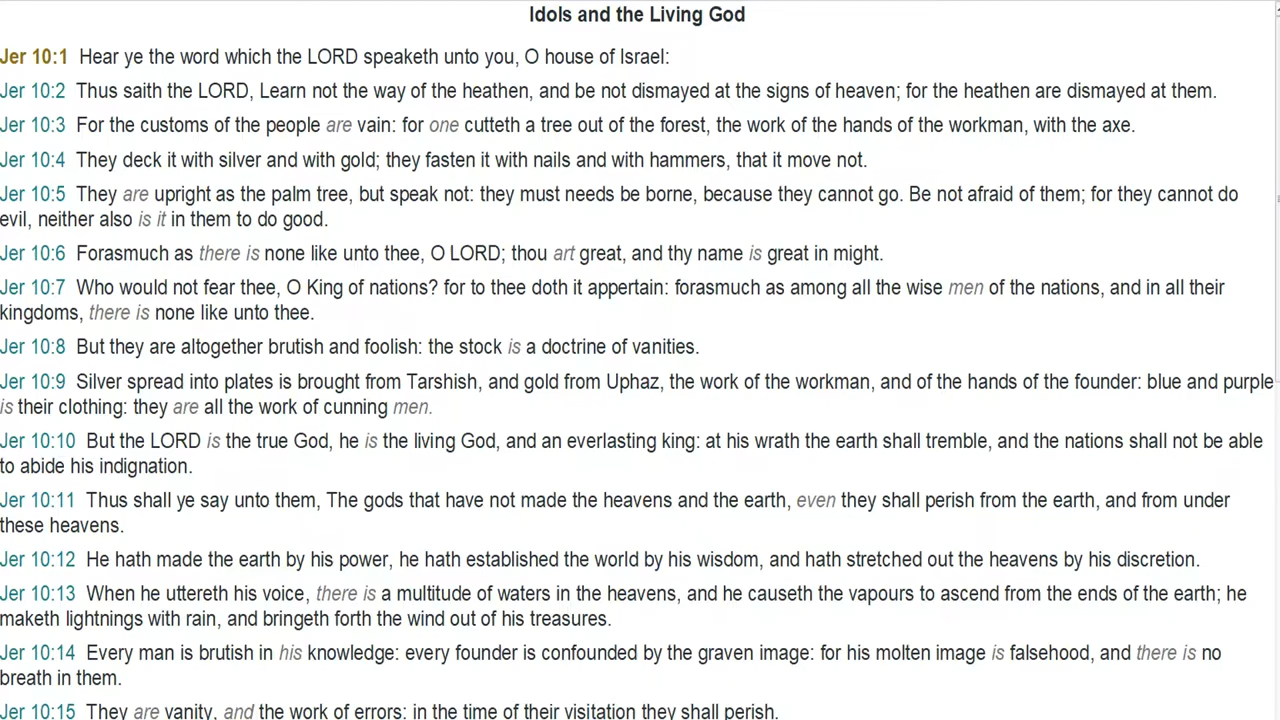 Idols and the Living God
Jer 10:1 Hear ye the word which the LORD speaketh unto you, O house of Israel:
Jer 10:2 Thus saith the LORD, Learn not the way of the heathen, and be not dismayed at the signs of heaven; for the heathen are dismayed at them.
Jer 10:3 For the customs of the people are vain: for one cutteth a tree out of the forest, the work of the hands of the workman, with the axe.
Jer 10:4 They deck it with silver and with gold; they fasten it with nails and with hammers, that it move not.
Jer 10:5 They are upright as the palm tree, but speak not: they must needs be borne, because they cannot go. Be not afraid of them; for they cannot do
evil, neither also is it in them to do good.
Jer 10:6 Forasmuch as there is none like unto thee, O LORD; thou art great, and thy name is great in might.
Jer 10:7 Who would not fear thee, O King of nations? for to thee doth it appertain: forasmuch as among all the wise men of the nations, and in all their
kingdoms, there is none like unto thee.
Jer 10:8 But they are altogether brutish and foolish: the stock is a doctrine of vanities.
Jer 10:9 Silver spread into plates is brought from Tarshish, and gold from Uphaz, the work of the workman, and of the hands of the founder: blue and purple
is their clothing: they are all the work of cunning men.
Jer 10:10 But the LORD is the true God, he is the living God, and an everlasting king: at his wrath the earth shall tremble, and the nations shall not be able
to abide his indignation.
Jer 10:11 Thus shall ye say unto them, The gods that have not made the heavens and the earth, even they shall perish from the earth, and from under
these heavens.
Jer 10:12 He hath made the earth by his power, he hath established the world by his wisdom, and hath stretched out the heavens by his discretion.
Jer 10:13 When he uttereth his voice, there is a multitude of waters in the heavens, and he causeth the vapours to ascend from the ends of the earth; he
maketh lightnings with rain, and bringeth forth the wind out of his treasures.
Jer 10:14 Every man is brutish in his knowledge: every founder is confounded by the graven image: for his molten image is falsehood, and there is no
breath in them.
Jer 10:15 They are vanity, and the work of errors: in the time of their visitation they shall perish.